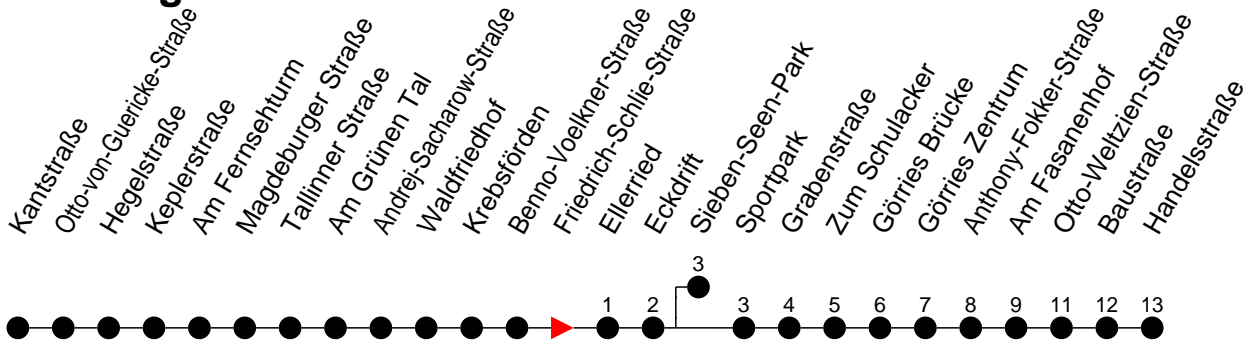 Kantstraße
Otto-von-Guericke-Straße
Hegelstraße
Keplerstraße
Am Fernsehturm
Magdeburger Straße
Tallinner Straße
Am Grünen Tal
Andrej-Sacharow-Straße
Waldfriedhof
Krebsförden
Benno-Voelkner-Straße
Friedrich-Schlie-Straße
Ellerried
Eckdrift
Sieben-Seen-Park
Sportpark
Grabenstraße
Zum Schulacker
Görries Brücke
Görries Zentrum
Anthony-Fokker-Straße
Am Fasanenhof
Otto-Weltzien-Straße
Baustraße
Handelsstraße
3
1 2 3 4 5 6 7 8 9 11 12 13